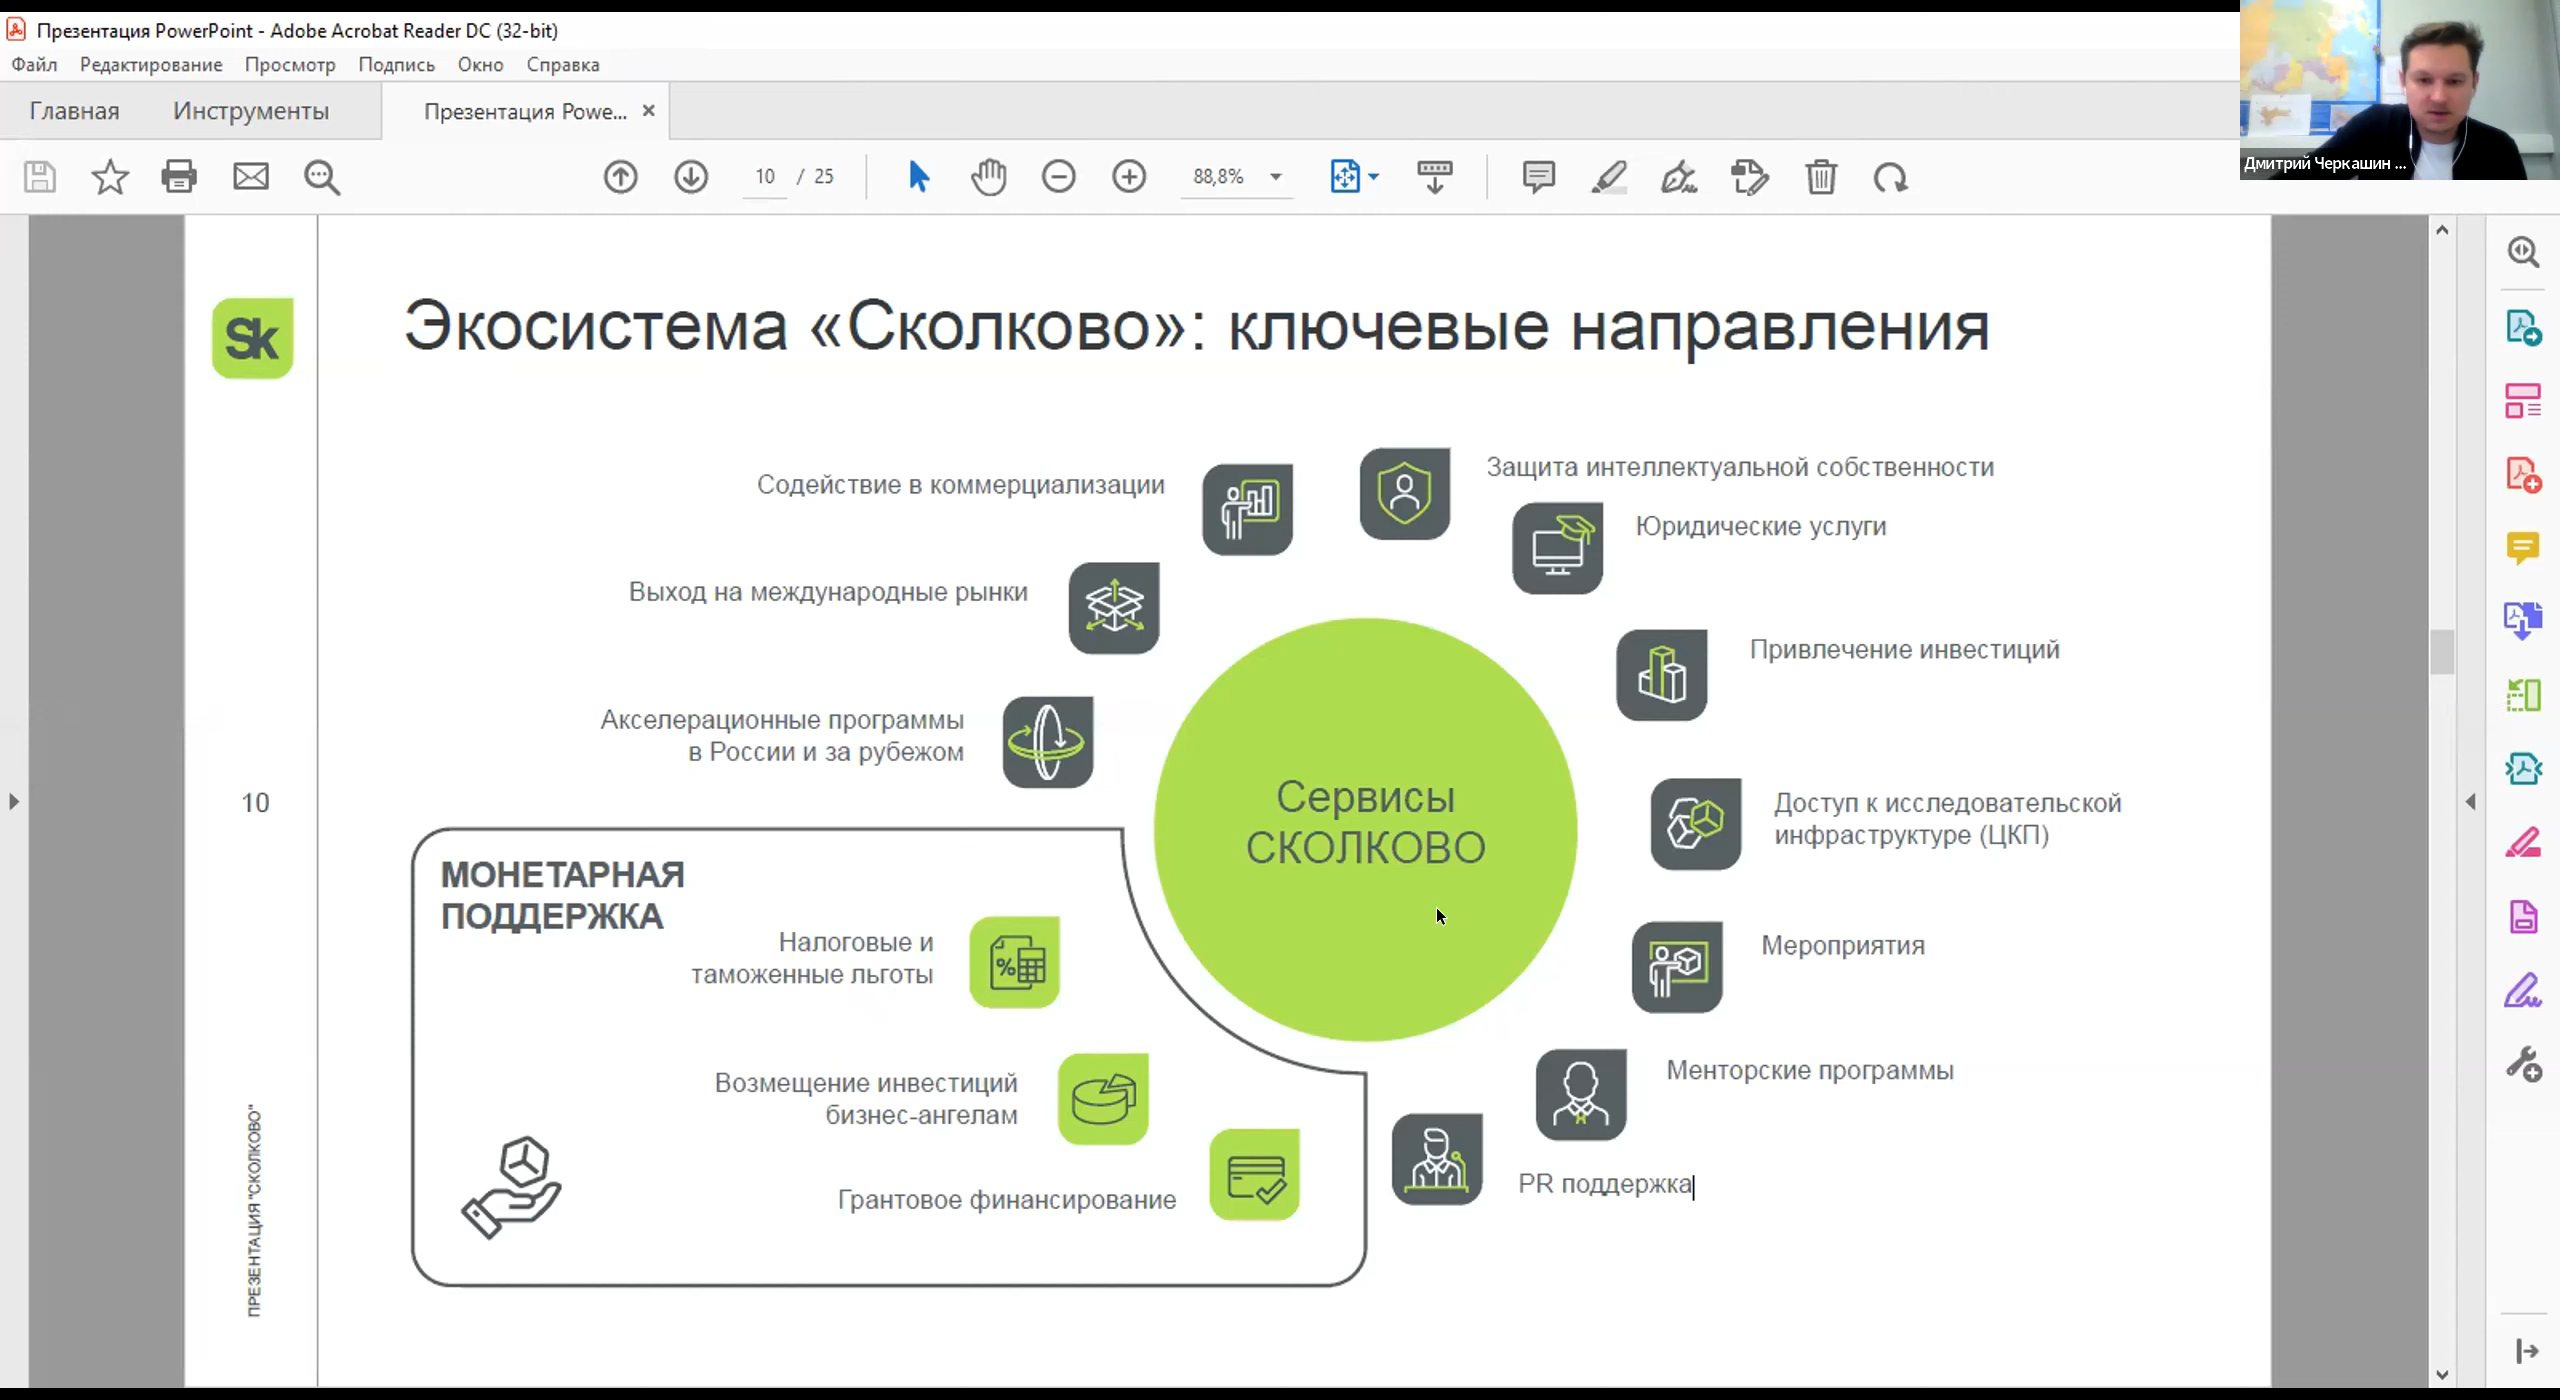 Презентация PowerPoint - Adobe Acrobat Reader DC (32-bit)
Файл Редактирование Просмотр Подпись Окно Справка
Главная Инструменты Презентация Powe...
10 / 25 88,8%
Дмитрий Черкашин ...
Sk
Экосистема «Сколково»: ключевые направления
Содействие в коммерциализации
Защита интеллектуальной собственности
Юридические услуги
Выход на международные рынки
Привлечение инвестиций
Акселерационные программы
в России и за рубежом
Сервисы
СКОЛКОВО
Доступ к исследовательской
инфраструктуре (ЦКП)
10
МОНЕТАРНАЯ
ПОДДЕРЖКА
Налоговые и
таможенные льготы
Мероприятия
Возмещение инвестиций
бизнес-ангелам
Менторские программы
Грантовое финансирование
PR поддержка
ПРЕЗЕНТАЦИЯ "СКОЛКОВО"